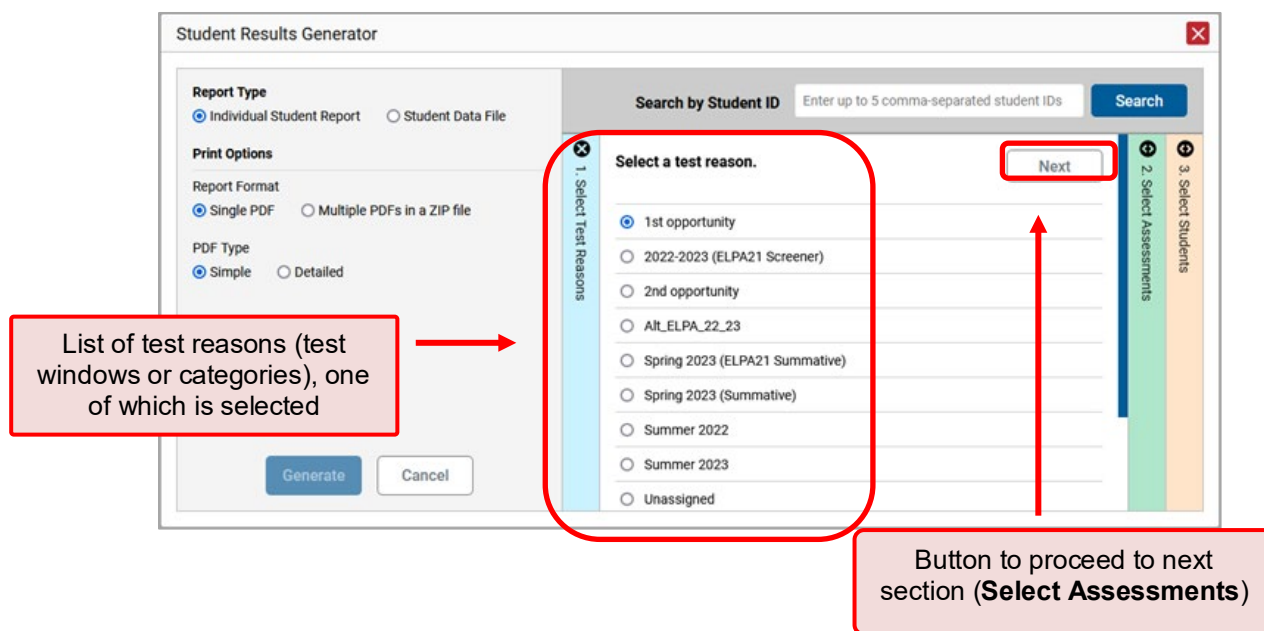 Student Results Generator
Report Type
Individual Student Report Student Data File
Print Options
Report Format
Single PDF Multiple PDFs in a ZIP file
PDF Type
Simple Detailed
Generate Cancel
Search by Student ID Enter up to 5 comma-separated student IDs Search
1. Select Test Reasons
Select a test reason. Next
1st opportunity
2022-2023 (ELPA21 Screener)
2nd opportunity
Alt_ELPA_22_23
Spring 2023 (ELPA21 Summative)
Spring 2023 (Summative)
Summer 2022
Summer 2023
Unassigned
2. Select Assessments
3. Select Students
List of test reasons (test
windows or categories), one
of which is selected
Button to proceed to next
section (Select Assessments)